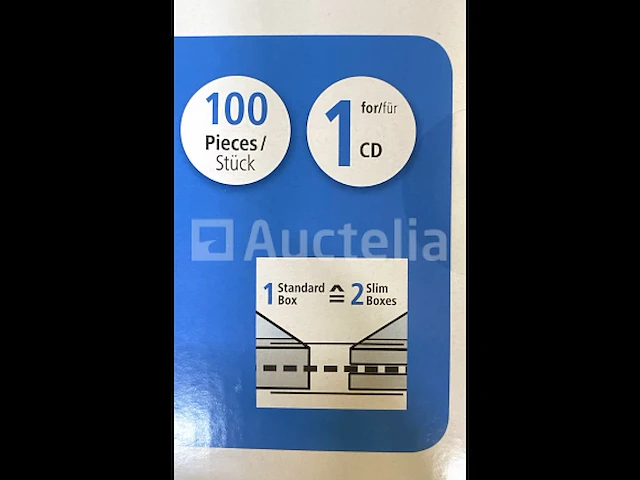 100
Pieces/
Stück
1 for/für
CD
Auctelia
1 Standard Box ≙ 2 Slim Boxes